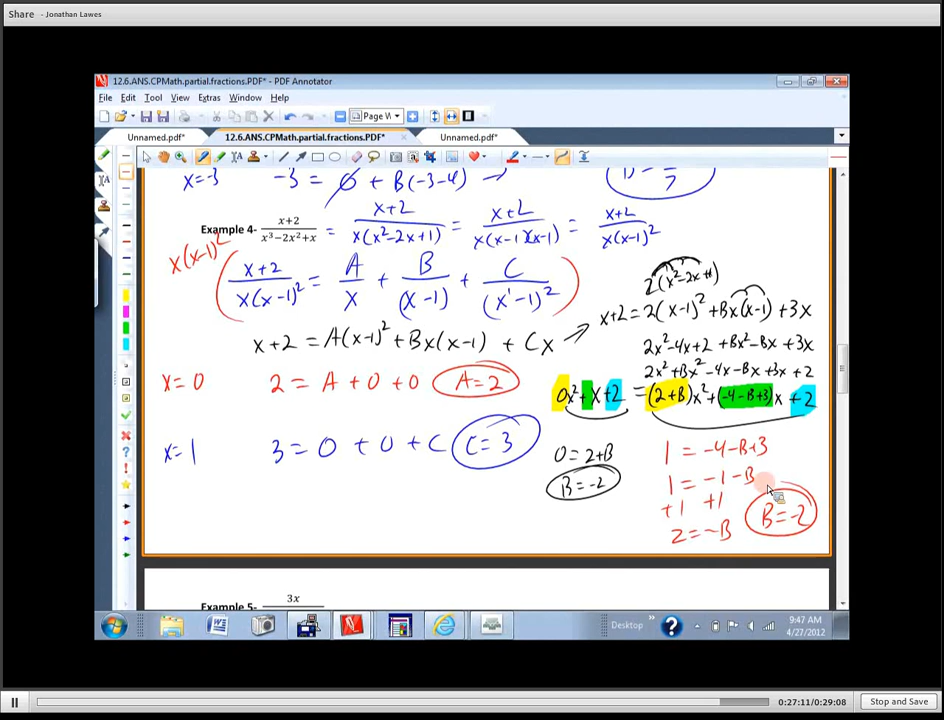 Share - Jonathan Lawes
12.6.ANS.CPMath.partial.fractions.PDF* - PDF Annotator
File Edit Tool View Extras Window Help
Page W
Unnamed.pdf* 12.6.ANS.CPMath.partial.fractions.PDF* Unnamed.pdf*
x=-3 -3 = 0 + B(-3-4) →
Example 4- x+2 / x³−2x²+x = x+2 / x(x²-2x+1) = x+2 / x(x-1)(x-1) = x+2 / x(x-1)²
x(x-1)² ( x+2 / x(x-1)² = A / x + B / (x-1) + C / (x-1)² )
x+2 = A(x-1)² + Bx(x-1) + Cx →
2(x²-2x+1)
x+2 = 2(x-1)² + Bx(x-1) + 3x
2x²-4x+2 + Bx²-Bx + 3x
2x²+Bx²-4x-Bx+3x+2
0x²+x+2 = (2+B)x²+(-4-B+3)x+2
x=0 2 = A + 0 + 0 A=2
x=1 3 = 0 + 0 + C C=3
0=2+B
B=-2
1 = -4-B+3
1 = -1-B
+1 +1
2=-B B=-2
Example 5- 3x
Desktop
9:47 AM
4/27/2012
0:27:11/0:29:08
Stop and Save